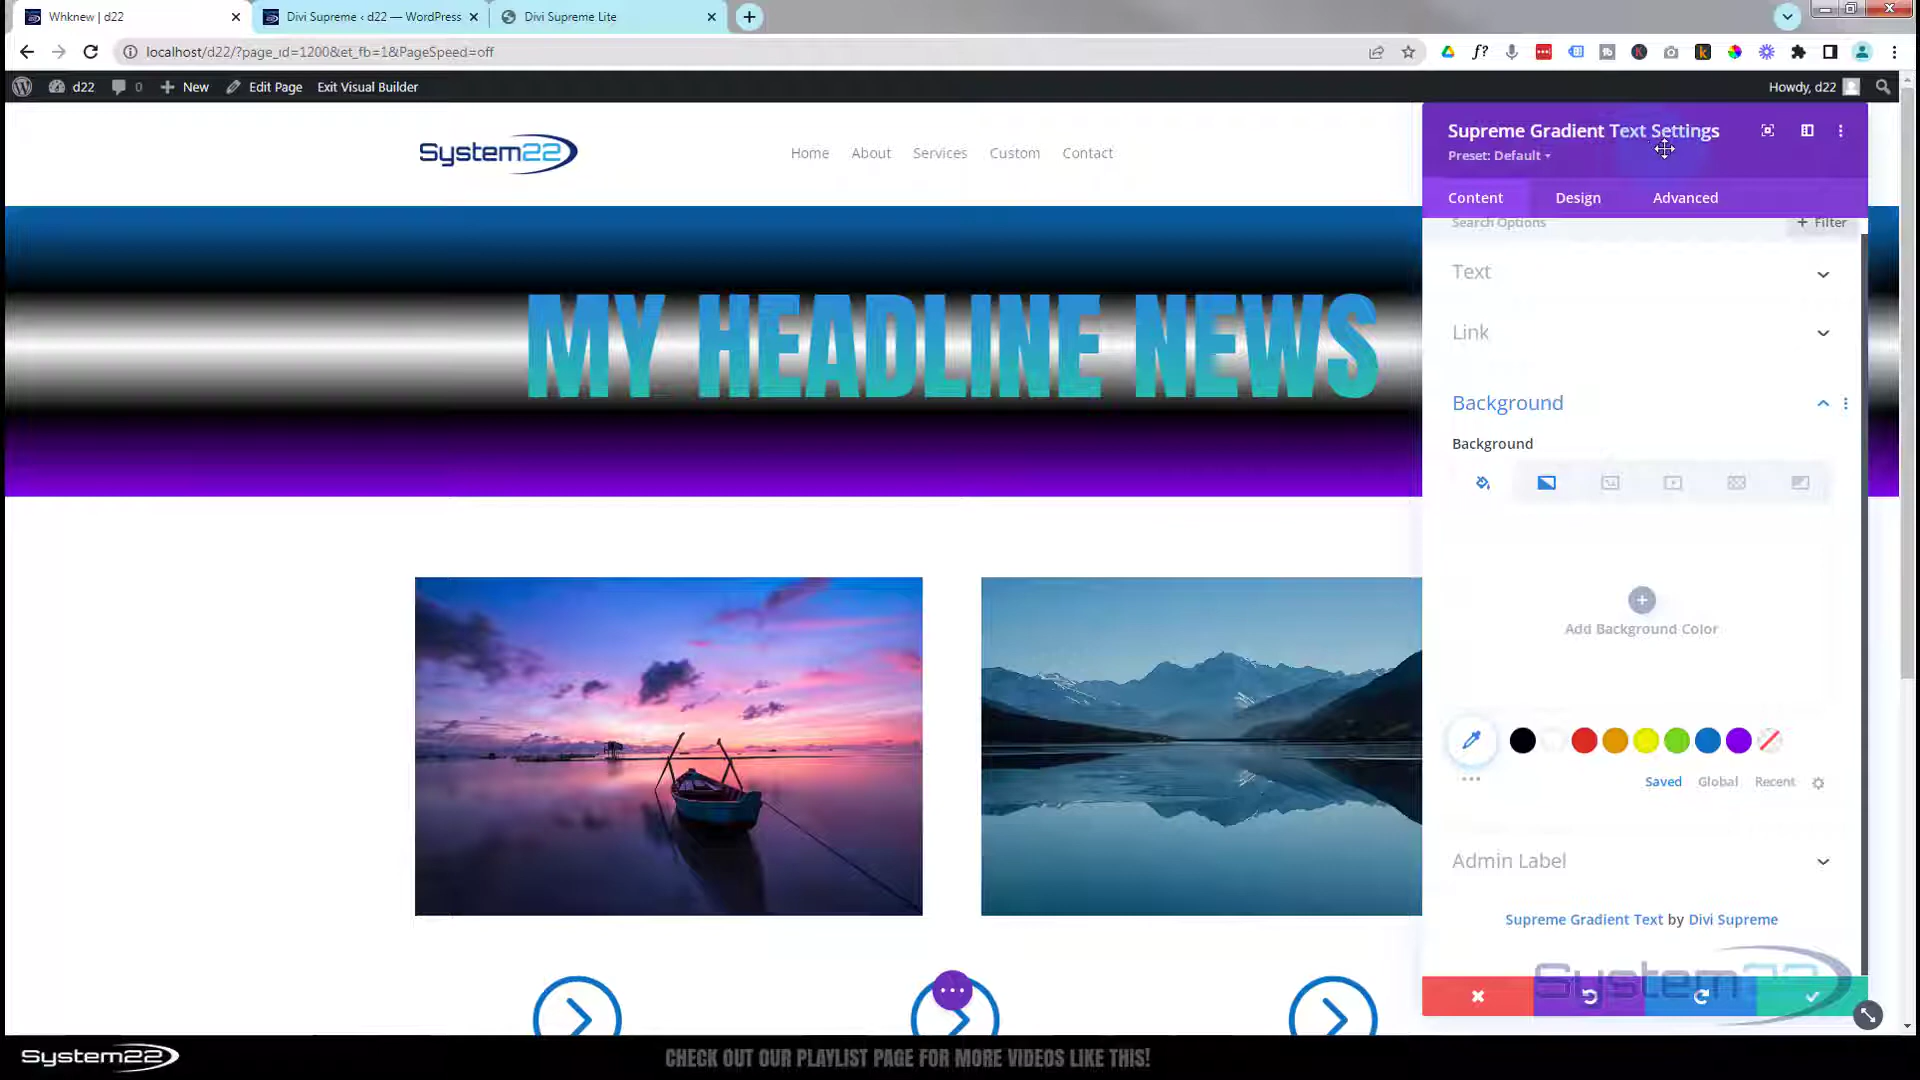 Whknew | d22
Divi Supreme ‹ d22 — WordPress
Divi Supreme Lite
localhost/d22/?page_id=1200&et_fb=1&PageSpeed=off
d22
0
New
Edit Page
Exit Visual Builder
Howdy, d22
System22
Home
About
Services
Custom
Contact
MY HEADLINE NEWS
Supreme Gradient Text Settings
Preset: Default
Content
Design
Advanced
Search Options
+ Filter
Text
Link
Background
Background
Add Background Color
Saved
Global
Recent
Admin Label
Supreme Gradient Text by Divi Supreme
System22
System22
CHECK OUT OUR PLAYLIST PAGE FOR MORE VIDEOS LIKE THIS!